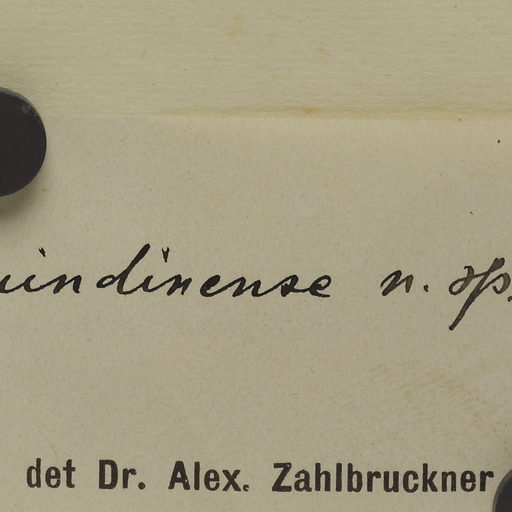 uindinense n. sp.
det Dr. Alex. Zahlbruckner